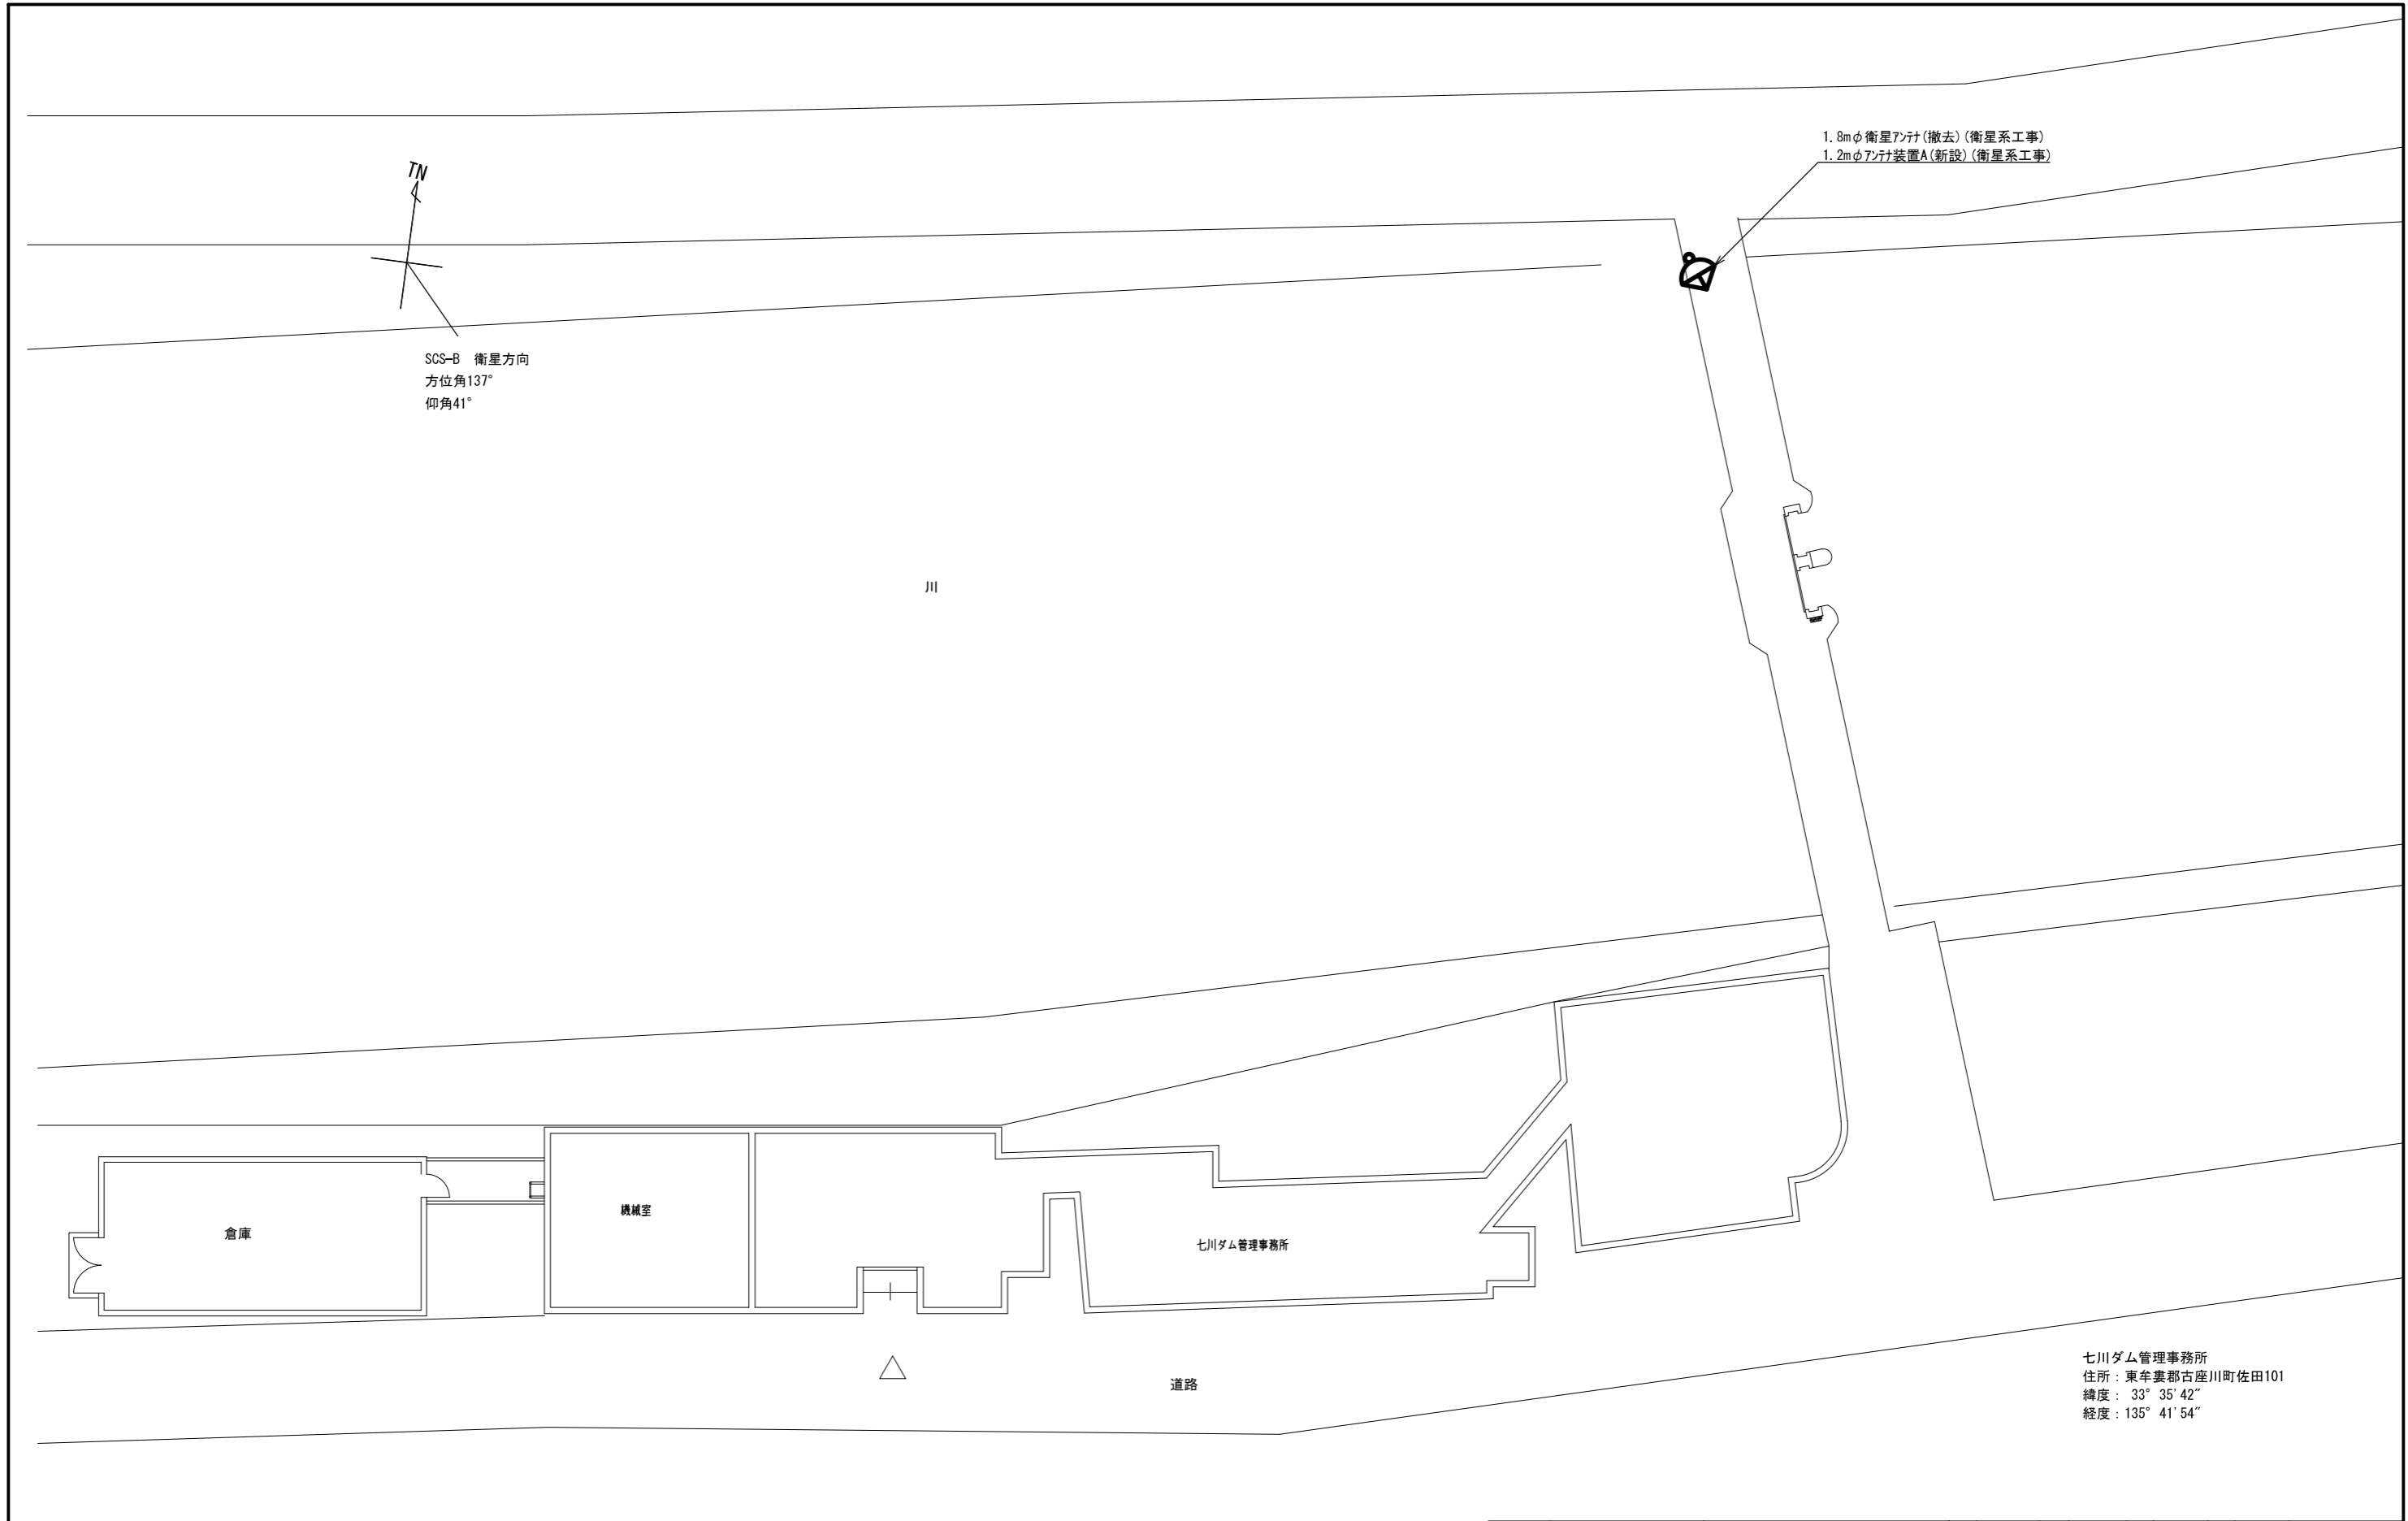 1.8mφ衛星ｱﾝﾃﾅ(撤去)(衛星系工事)
1.2mφｱﾝﾃﾅ装置A(新設)(衛星系工事)
TN
SCS-B　衛星方向
方位角137°
仰角41°
川
倉庫
機械室
七川ダム管理事務所
道路
七川ダム管理事務所
住所：東牟婁郡古座川町佐田101
緯度： 33° 35′42″
経度：135° 41′54″